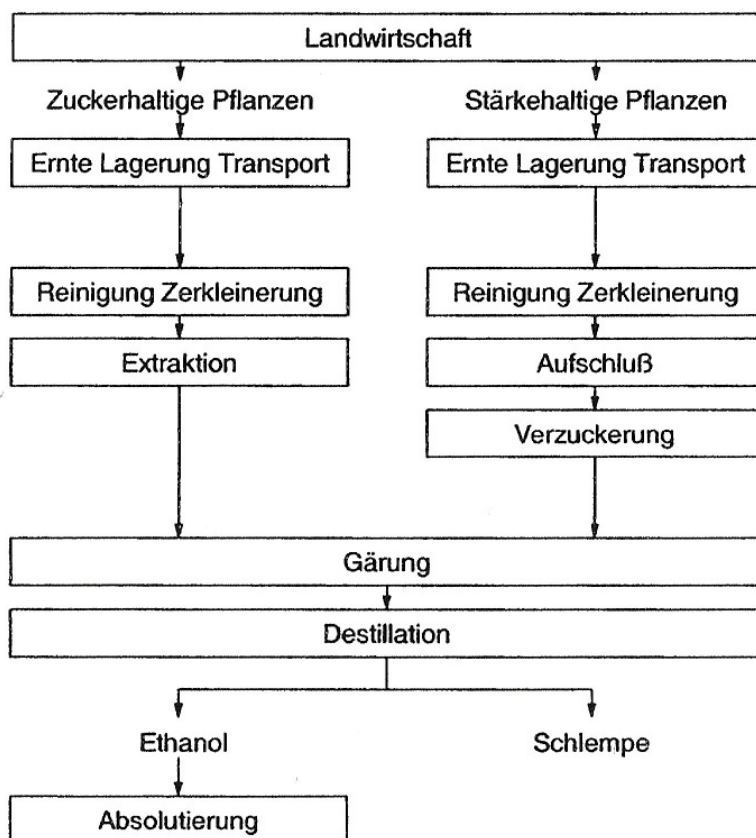 Landwirtschaft
Zuckerhaltige Pflanzen
Stärkehaltige Pflanzen
Ernte Lagerung Transport
Ernte Lagerung Transport
Reinigung Zerkleinerung
Reinigung Zerkleinerung
Extraktion
Aufschluß
Verzuckerung
Gärung
Destillation
Ethanol
Schlempe
Absolutierung